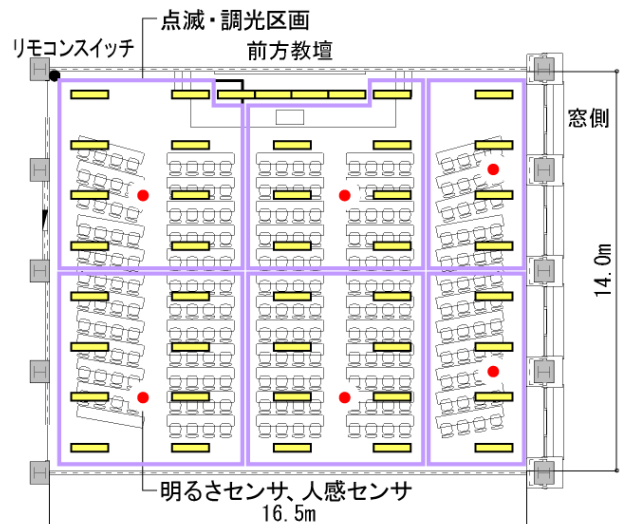 点滅・調光区画
リモコンスイッチ
前方教壇
窓側
14.0m
明るさセンサ、人感センサ
16.5m